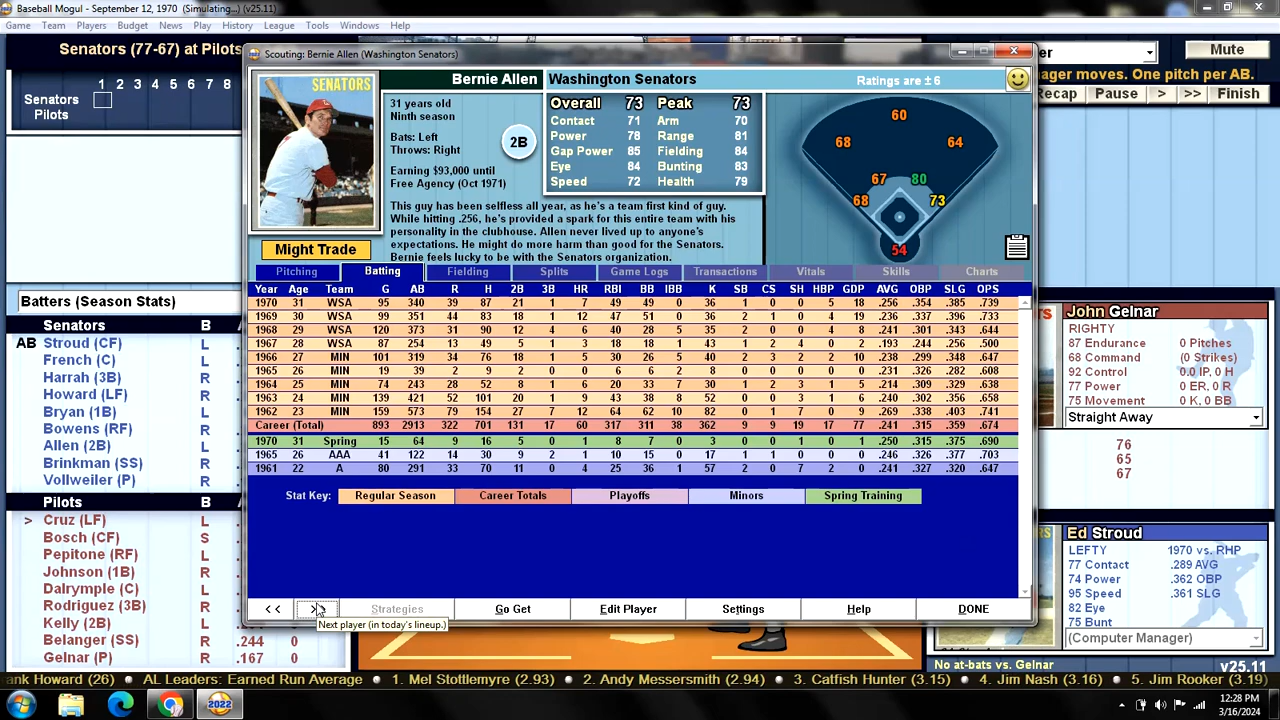 Baseball Mogul - September 12, 1970 (Simulating...) (v25.11)
Game Team Players Budget News Play History League Tools Windows Help
Senators (77-67) at Pilots
Mute
nager moves. One pitch per AB.
Recap Pause > >> Finish
1 2 3 4 5 6 7 8
Senators
Pilots
Scouting: Bernie Allen (Washington Senators)
SENATORS
Might Trade
Bernie Allen
31 years old
Ninth season
Bats: Left
Throws: Right
2B
Earning $93,000 until
Free Agency (Oct 1971)
Washington Senators
Ratings are ± 6
Overall 73 Peak 73
Contact 71 Arm 70
Power 78 Range 81
Gap Power 85 Fielding 84
Eye 84 Bunting 83
Speed 72 Health 79
This guy has been selfless all year, as he's a team first kind of guy.
While hitting .256, he's provided a spark for this entire team with his
personality in the clubhouse. Allen never lived up to anyone's
expectations. He might do more harm than good for the Senators.
Bernie feels lucky to be with the Senators organization.
60
68 64
67 80
68 73
54
Pitching Batting Fielding Splits Game Logs Transactions Vitals Skills Charts
Year Age Team G AB R H 2B 3B HR RBI BB IBB K SB CS SH HBP GDP AVG OBP SLG OPS
1970 31 WSA 95 340 39 87 21 1 7 49 49 0 36 1 1 0 5 18 .256 .354 .385 .739
1969 30 WSA 99 351 44 83 18 1 12 47 51 0 36 2 1 0 4 19 .236 .337 .396 .733
1968 29 WSA 120 373 31 90 12 4 6 40 28 5 35 2 0 0 4 8 .241 .301 .343 .644
1967 28 WSA 87 254 13 49 5 1 3 18 18 1 43 1 2 4 0 2 .193 .244 .256 .500
1966 27 MIN 101 319 34 76 18 1 5 30 26 5 40 2 3 2 2 10 .238 .299 .348 .647
1965 26 MIN 19 39 2 9 2 0 0 6 6 2 8 0 0 1 0 0 .231 .326 .282 .608
1964 25 MIN 74 243 28 52 8 1 6 20 33 7 30 1 2 3 1 5 .214 .309 .329 .638
1963 24 MIN 139 421 52 101 20 1 9 43 38 8 52 0 0 3 1 6 .240 .302 .356 .658
1962 23 MIN 159 573 79 154 27 7 12 64 62 10 82 0 1 7 0 9 .269 .338 .403 .741
Career (Total) 893 2913 322 701 131 17 60 317 311 38 362 9 9 19 17 77 .241 .315 .359 .674
1970 31 Spring 15 64 9 16 5 0 1 8 7 0 3 0 0 0 0 1 .250 .315 .375 .690
1965 26 AAA 41 122 14 30 9 2 1 10 15 0 17 1 1 0 0 0 .246 .326 .377 .703
1961 22 A 80 291 33 70 11 0 4 25 36 1 57 2 0 7 2 0 .241 .327 .320 .647
Stat Key: Regular Season Career Totals Playoffs Minors Spring Training
<< >> Strategies Go Get Edit Player Settings Help DONE
Next player (in today's lineup.)
Batters (Season Stats)
Senators B
AB Stroud (CF) L
French (C) L
Harrah (3B) R
Howard (LF) R
Bryan (1B) L
Bowens (RF) R
Allen (2B) L
Brinkman (SS) R
Vollweiler (P) R
Pilots B
> Cruz (LF) L
Bosch (CF) S
Pepitone (RF) L
Johnson (1B) R
Dalrymple (C) L
Rodriguez (3B) R
Kelly (2B) L
Belanger (SS) R .244 0
Gelnar (P) R .167 0
John Gelnar
RIGHTY
87 Endurance 0 Pitches
68 Command (0 Strikes)
92 Control 0.0 IP, 0 H
77 Power 0 ER, 0 R
75 Movement 0 K, 0 BB
Straight Away
76
65
67
Ed Stroud
LEFTY 1970 vs. RHP
77 Contact .289 AVG
74 Power .362 OBP
95 Speed .361 SLG
82 Eye
75 Bunt
(Computer Manager)
No at-bats vs. Gelnar
v25.11
ank Howard (26) • AL Leaders: Earned Run Average • 1. Mel Stottlemyre (2.93) • 2. Andy Messersmith (2.94) • 3. Catfish Hunter (3.15) • 4. Jim Nash (3.16) • 5. Jim Rooker (3.19)
2022
12:28 PM
3/16/2024